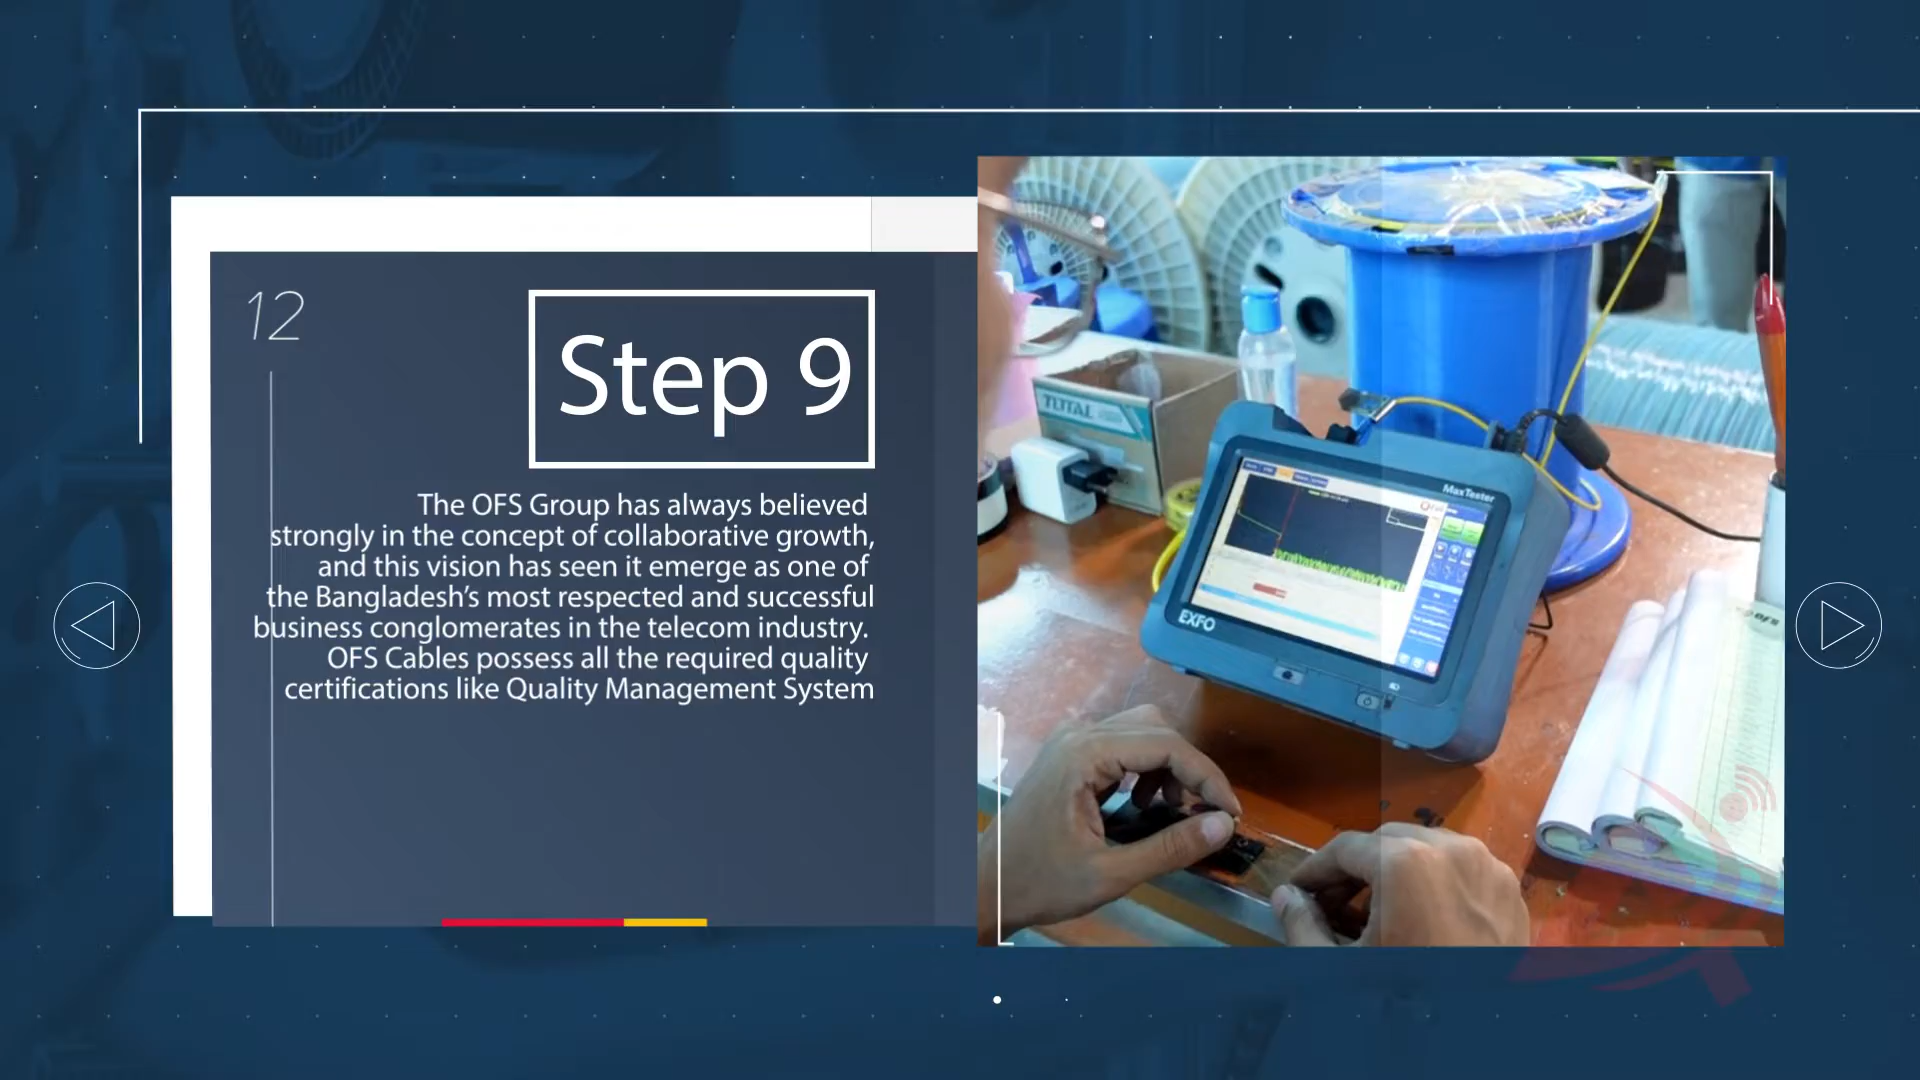 12
Step 9
The OFS Group has always believed
strongly in the concept of collaborative growth,
and this vision has seen it emerge as one of
the Bangladesh's most respected and successful
business conglomerates in the telecom industry.
OFS Cables possess all the required quality
certifications like Quality Management System
TOTAL
MaxTester
EXFO
OFS